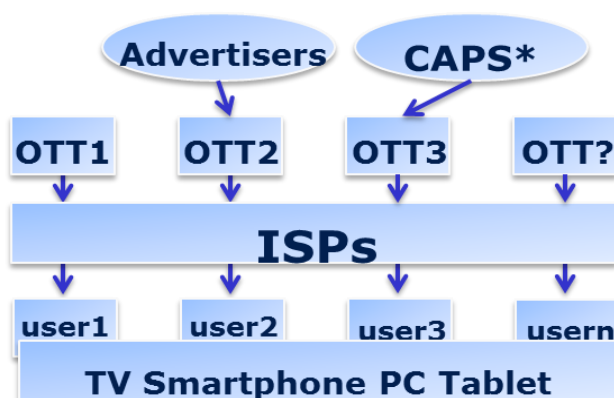 Advertisers CAPS*
OTT1 OTT2 OTT3 OTT?
ISPs
user1 user2 user3 usern
TV Smartphone PC Tablet